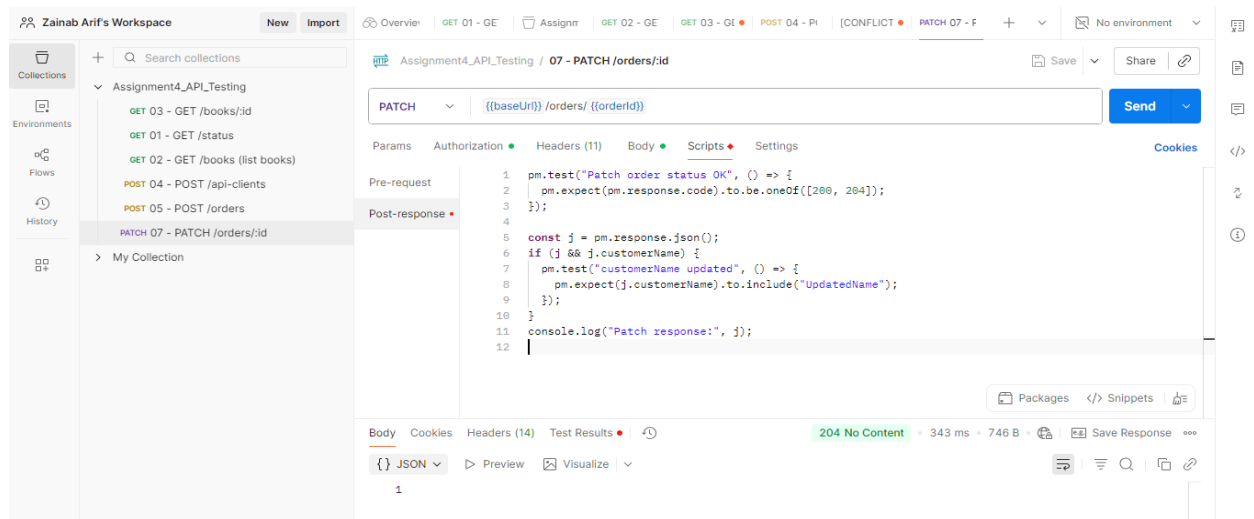 Zainab Arif's Workspace New Import Overview GET 01 - GE Assignm GET 02 - GE GET 03 - GE POST 04 - P [CONFLICT PATCH 07 - F No environment
Collections
Environments
Flows
History
Search collections
Assignment4_API_Testing
GET 03 - GET /books/:id
GET 01 - GET /status
GET 02 - GET /books (list books)
POST 04 - POST /api-clients
POST 05 - POST /orders
PATCH 07 - PATCH /orders/:id
My Collection
HTTP Assignment4_API_Testing / 07 - PATCH /orders/:id Save Share
PATCH {{baseUrl}} /orders/ {{orderId}} Send
Params Authorization Headers (11) Body Scripts Settings Cookies
Pre-request
Post-response
1 pm.test("Patch order status OK", () => {
2 pm.expect(pm.response.code).to.be.oneOf([200, 204]);
3 });
4
5 const j = pm.response.json();
6 if (j && j.customerName) {
7 pm.test("customerName updated", () => {
8 pm.expect(j.customerName).to.include("UpdatedName");
9 });
10 }
11 console.log("Patch response:", j);
12
Packages </> Snippets
Body Cookies Headers (14) Test Results 204 No Content 343 ms 746 B Save Response
{} JSON Preview Visualize
1